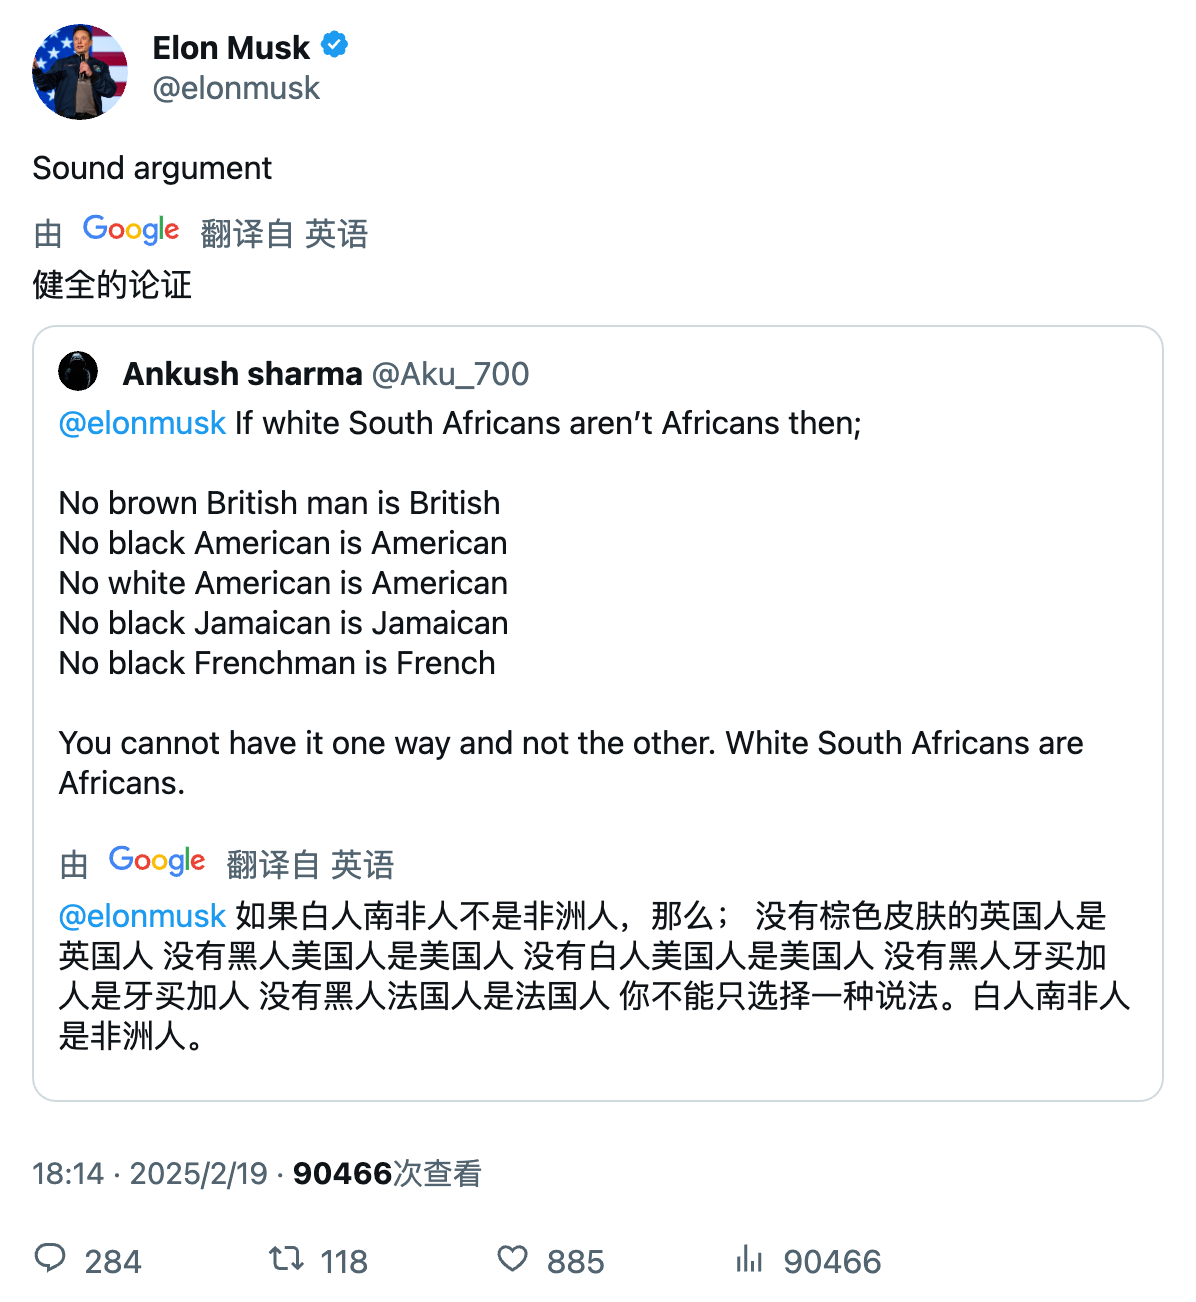 Elon Musk
@elonmusk
Sound argument
由 Google 翻译自 英语
健全的论证
Ankush sharma @Aku_700
@elonmusk If white South Africans aren’t Africans then;
No brown British man is British
No black American is American
No white American is American
No black Jamaican is Jamaican
No black Frenchman is French
You cannot have it one way and not the other. White South Africans are
Africans.
由 Google 翻译自 英语
@elonmusk 如果白人南非人不是非洲人，那么； 没有棕色皮肤的英国人是
英国人 没有黑人美国人是美国人 没有白人美国人是美国人 没有黑人牙买加
人是牙买加人 没有黑人法国人是法国人 你不能只选择一种说法。白人南非人
是非洲人。
18:14 · 2025/2/19 · 90466次查看
284 118 885 90466